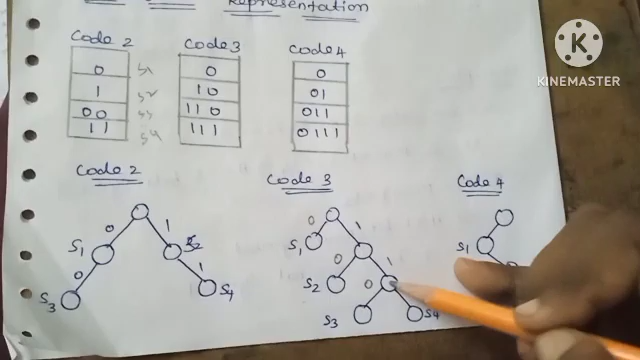 Representation
Code 2
Code 3
Code 4
0 S1
1 S2
00 S3
11 S4
0
10
110
111
0
01
011
0111
K
KINEMASTER
Code 2
0
1
S1
S2
0
1
S3
S4
Code 3
0
1
S1
0
1
S2
0
S3
S4
Code 4
S1